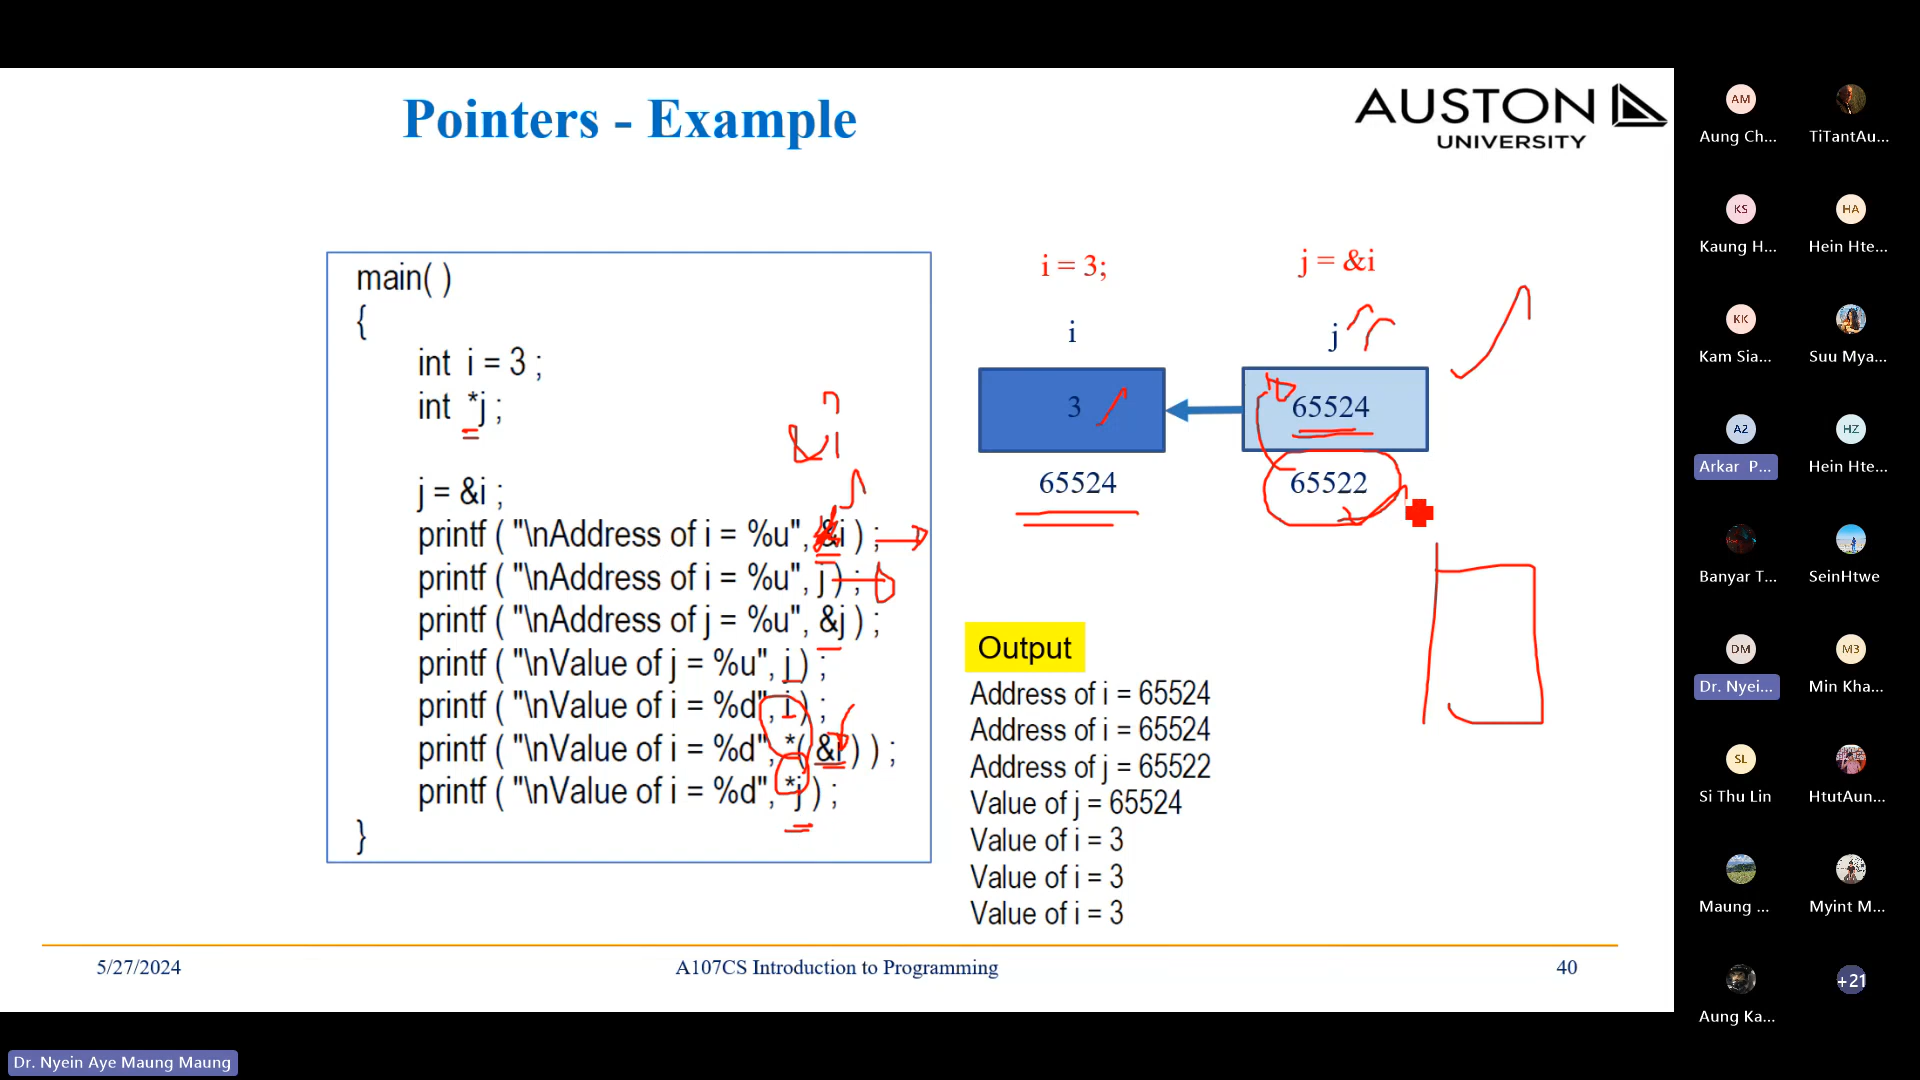 Pointers - Example
AUSTON
UNIVERSITY
main( )
{
int i = 3 ;
int *j ;
j = &i ;
printf ( "\nAddress of i = %u", &i ) ;
printf ( "\nAddress of i = %u", j ) ;
printf ( "\nAddress of j = %u", &j ) ;
printf ( "\nValue of j = %u", j ) ;
printf ( "\nValue of i = %d", i ) ;
printf ( "\nValue of i = %d", *( &i ) ) ;
printf ( "\nValue of i = %d", *j ) ;
}
i = 3;
j = &i
i
j
3
65524
65524
65522
Output
Address of i = 65524
Address of i = 65524
Address of j = 65522
Value of j = 65524
Value of i = 3
Value of i = 3
Value of i = 3
5/27/2024
A107CS Introduction to Programming
40
AM
Aung Ch...
TiTantAu...
KS
Kaung H...
HA
Hein Hte...
KK
Kam Sia...
Suu Mya...
A2
Arkar P...
HZ
Hein Hte...
Banyar T...
SeinHtwe
DM
Dr. Nyei...
M3
Min Kha...
SL
Si Thu Lin
HtutAun...
Maung ...
Myint M...
Aung Ka...
+21
Dr. Nyein Aye Maung Maung